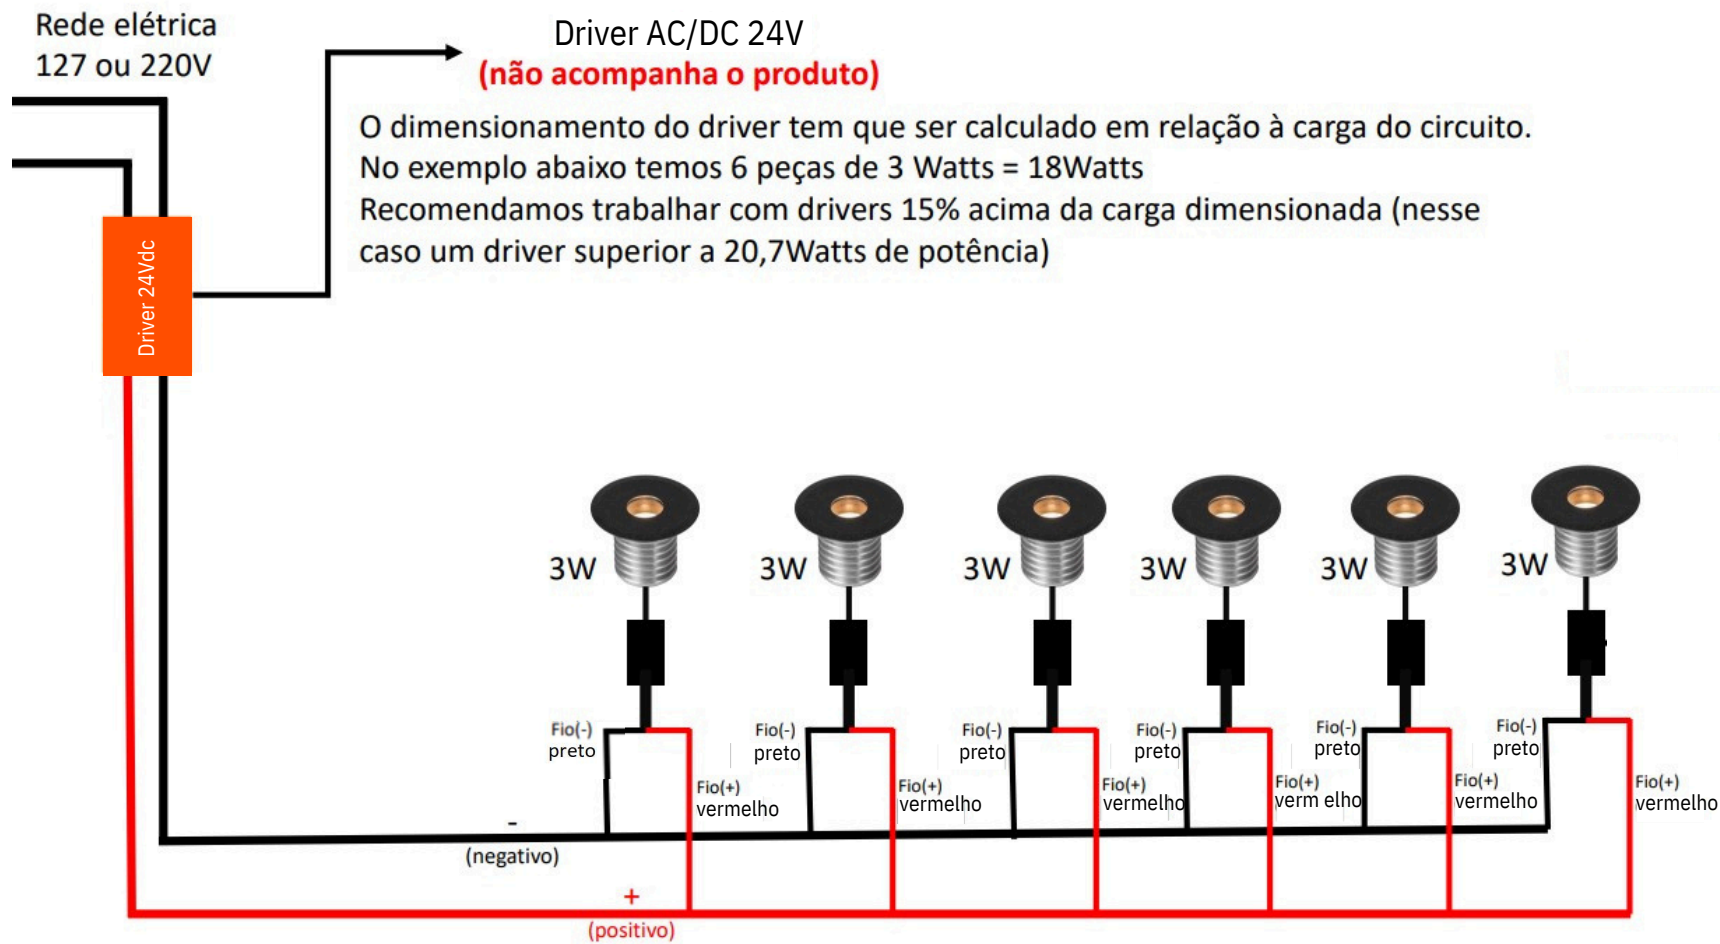 Rede elétrica
127 ou 220V
Driver AC/DC 24V
(não acompanha o produto)
O dimensionamento do driver tem que ser calculado em relação à carga do circuito.
No exemplo abaixo temos 6 peças de 3 Watts = 18Watts
Recomendamos trabalhar com drivers 15% acima da carga dimensionada (nesse
caso um driver superior a 20,7Watts de potência)
Driver 24Vdc
3W
3W
3W
3W
3W
3W
Fio(-)
preto
Fio(+)
vermelho
Fio(-)
preto
Fio(+)
vermelho
Fio(-)
preto
Fio(+)
vermelho
Fio(-)
preto
Fio(+)
verm elho
Fio(-)
preto
Fio(+)
vermelho
Fio(-)
preto
Fio(+)
vermelho
-
(negativo)
+
(positivo)